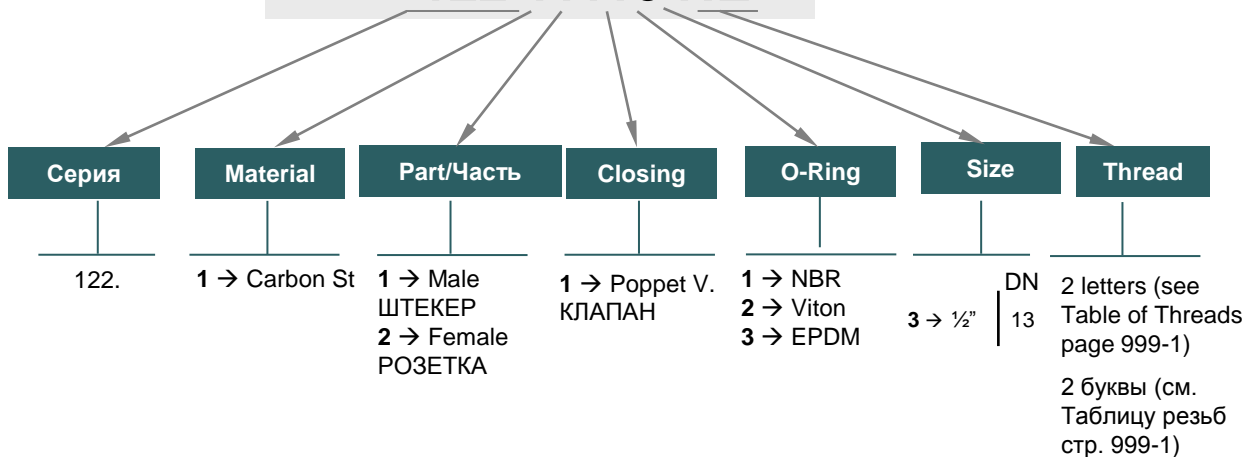 Серия
Material
Part/Часть
Closing
O-Ring
Size
Thread
122.
1 → Carbon St
1 → Male
ШТЕКЕР
2 → Female
РОЗЕТКА
1 → Poppet V.
КЛАПАН
1 → NBR
2 → Viton
3 → EPDM
DN
3 → ½” 13
2 letters (see
Table of Threads
page 999-1)
2 буквы (см.
Таблицу резьб
стр. 999-1)